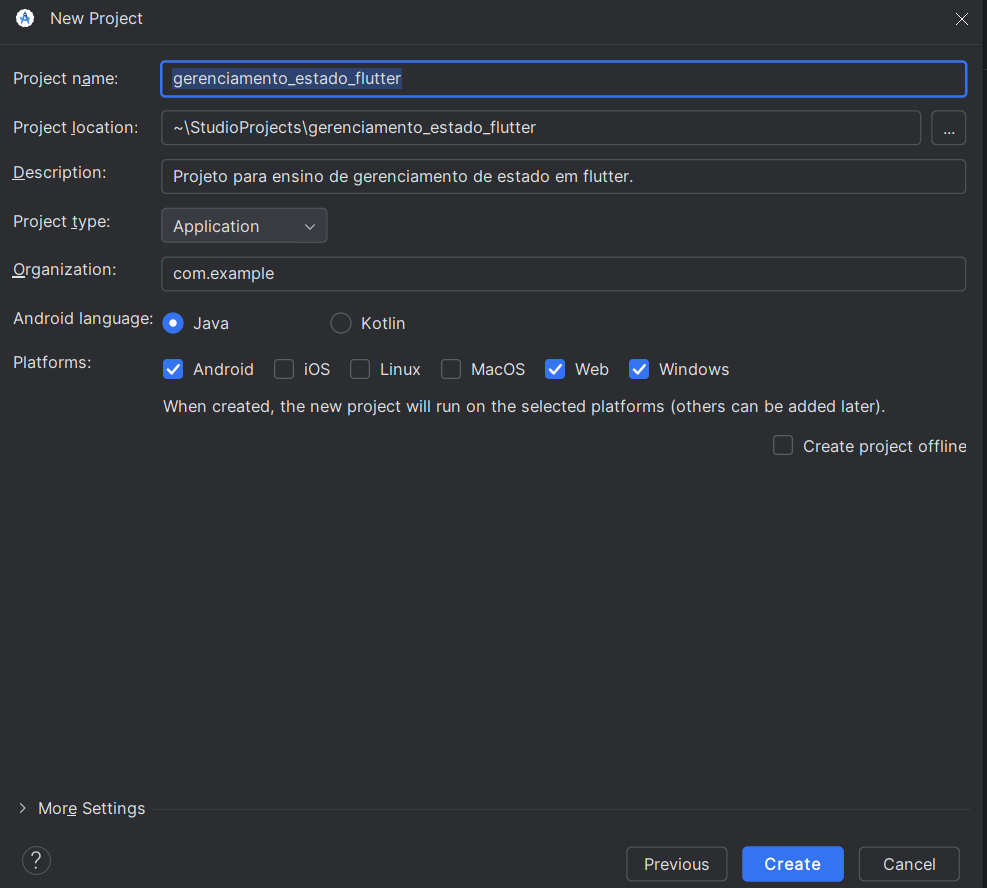 New Project
Project name: gerenciamento_estado_flutter
Project location: ~\StudioProjects\gerenciamento_estado_flutter ...
Description: Projeto para ensino de gerenciamento de estado em flutter.
Project type: Application
Organization: com.example
Android language: Java Kotlin
Platforms: Android iOS Linux MacOS Web Windows
When created, the new project will run on the selected platforms (others can be added later).
Create project offline
More Settings
? Previous Create Cancel